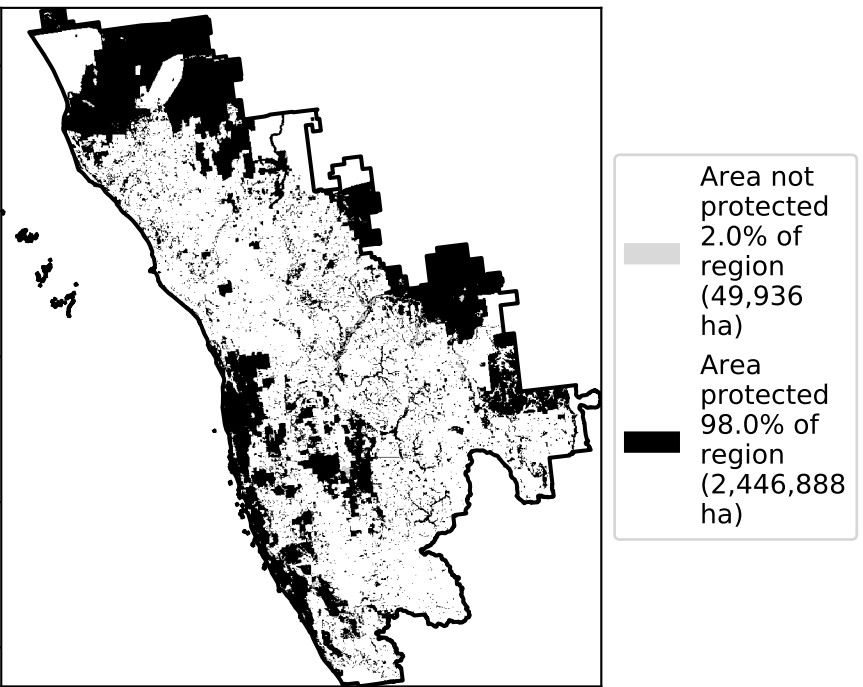 Area not
protected
2.0% of
region
(49,936
ha)
Area
protected
98.0% of
region
(2,446,888
ha)